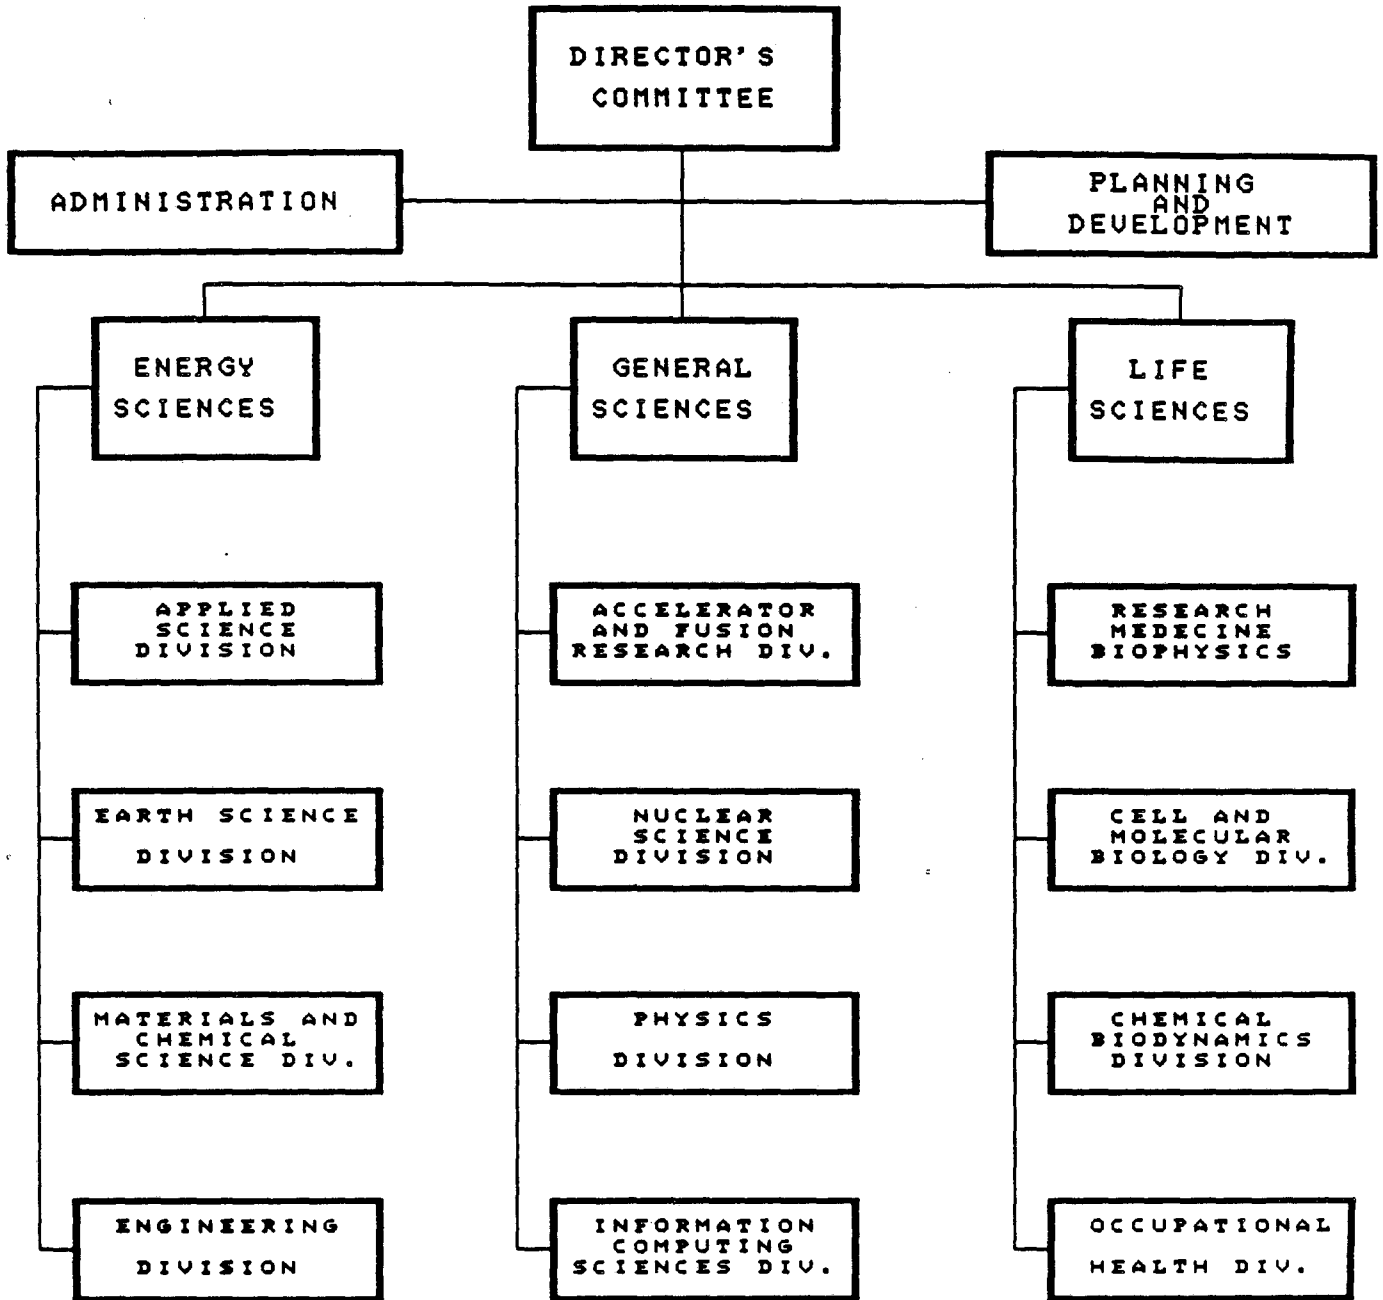 DIRECTOR'S
COMMITTEE
ADMINISTRATION
PLANNING
AND
DEVELOPMENT
ENERGY
SCIENCES
GENERAL
SCIENCES
LIFE
SCIENCES
APPLIED
SCIENCE
DIVISION
ACCELERATOR
AND FUSION
RESEARCH DIV.
RESEARCH
MEDECINE
BIOPHYSICS
EARTH SCIENCE
DIVISION
NUCLEAR
SCIENCE
DIVISION
CELL AND
MOLECULAR
BIOLOGY DIV.
MATERIALS AND
CHEMICAL
SCIENCE DIV.
PHYSICS
DIVISION
CHEMICAL
BIODYNAMICS
DIVISION
ENGINEERING
DIVISION
INFORMATION
COMPUTING
SCIENCES DIV.
OCCUPATIONAL
HEALTH DIV.